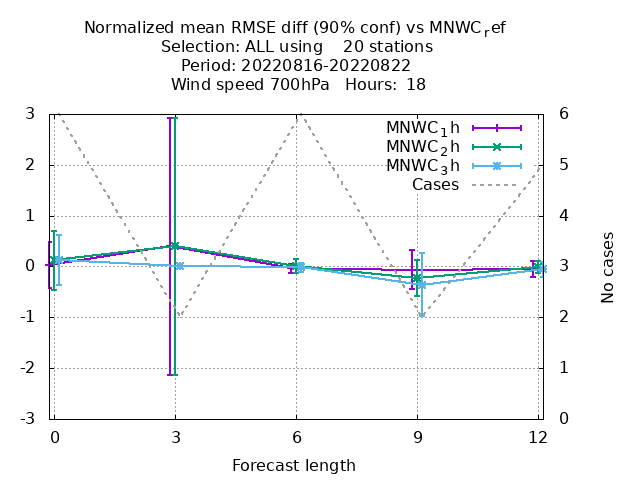 Normalized mean RMSE diff (90% conf) vs MNWC_ref
Selection: ALL using    20 stations
Period: 20220816-20220822
Wind speed 700hPa   Hours:  18
3
2
1
0
-1
-2
-3
6
5
4
3
2
1
0
MNWC_1h
MNWC_2h
MNWC_3h
Cases
No cases
0 3 6 9 12
Forecast length